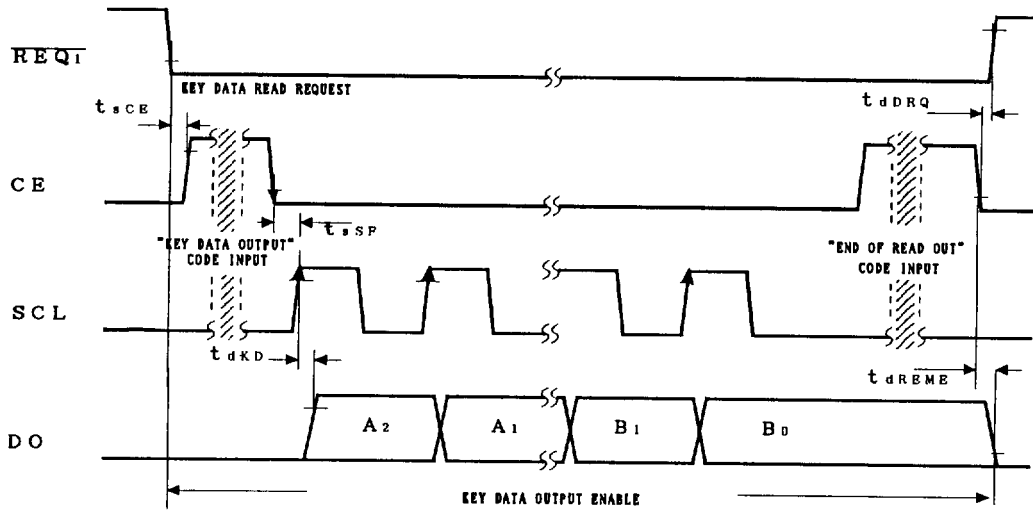 REQ1
KEY DATA READ REQUEST
tsCE
tdDRQ
CE
tsSF
"KEY DATA OUTPUT"
CODE INPUT
"END OF READ OUT"
CODE INPUT
SCL
tdKD
tdREME
DO
A2
A1
B1
B0
KEY DATA OUTPUT ENABLE